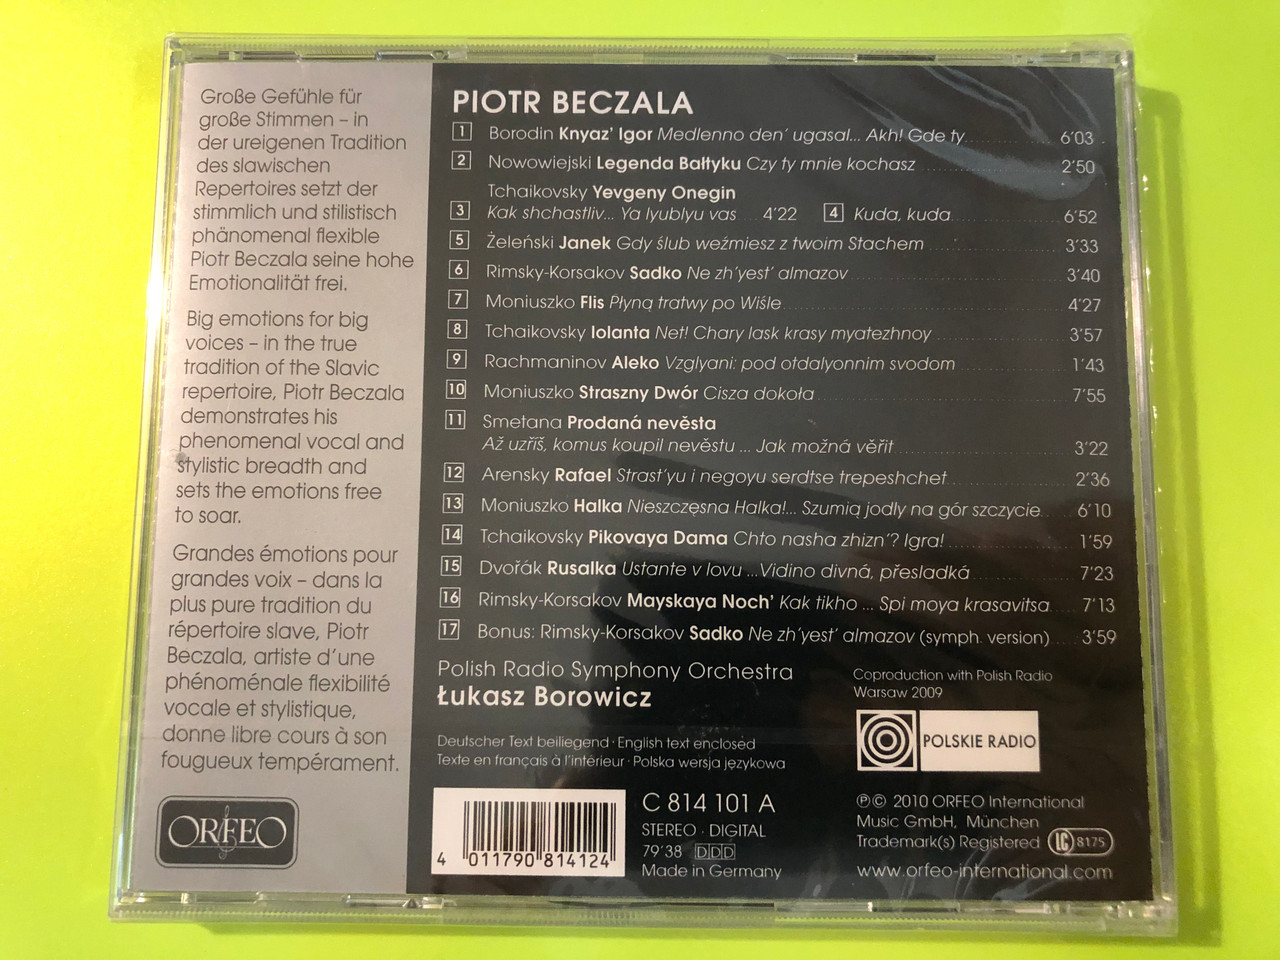 Große Gefühle für
große Stimmen – in
der ureigenen Tradition
des slawischen
Repertoires setzt der
stimmlich und stilistisch
phänomenal flexible
Piotr Beczala seine hohe
Emotionalität frei.
Big emotions for big
voices – in the true
tradition of the Slavic
repertoire, Piotr Beczala
demonstrates his
phenomenal vocal and
stylistic breadth and
sets the emotions free
to soar.
Grandes émotions pour
grandes voix – dans la
plus pure tradition du
répertoire slave, Piotr
Beczala, artiste d'une
phénoménale flexibilité
vocale et stylistique,
donne libre cours à son
fougueux tempérament.
ORFEO
PIOTR BECZALA
1 Borodin Knyaz' Igor Medlenno den' ugasal... Akh! Gde ty 6'03
2 Nowowiejski Legenda Bałtyku Czy ty mnie kochasz 2'50
Tchaikovsky Yevgeny Onegin
3 Kak shchastliv... Ya lyublyu vas 4'22 4 Kuda, kuda 6'52
5 Żeleński Janek Gdy ślub weźmiesz z twoim Stachem 3'33
6 Rimsky-Korsakov Sadko Ne zh'yest' almazov 3'40
7 Moniuszko Flis Płyną tratwy po Wiśle 4'27
8 Tchaikovsky Iolanta Net! Chary lask krasy myatezhnoy 3'57
9 Rachmaninov Aleko Vzglyani: pod otdalyonnim svodom 1'43
10 Moniuszko Straszny Dwór Cisza dokoła 7'55
11 Smetana Prodaná nevěsta
Až uzříš, komus koupil nevěstu ... Jak možná věřit 3'22
12 Arensky Rafael Strast'yu i negoyu serdtse trepeshchet 2'36
13 Moniuszko Halka Nieszczęsna Halka!... Szumią jodly na gór szczycie 6'10
14 Tchaikovsky Pikovaya Dama Chto nasha zhizn'? Igra! 1'59
15 Dvořák Rusalka Ustante v lovu ...Vidino divná, přesladká 7'23
16 Rimsky-Korsakov Mayskaya Noch' Kak tikho ... Spi moya krasavitsa 7'13
17 Bonus: Rimsky-Korsakov Sadko Ne zh'yest' almazov (symph. version) 3'59
Polish Radio Symphony Orchestra
Łukasz Borowicz
Coproduction with Polish Radio
Warsaw 2009
POLSKIE RADIO
Deutscher Text beiliegend · English text enclosed
Texte en français à l'intérieur · Polska wersja językowa
4 011790 814124
C 814 101 A
STEREO · DIGITAL
79'38 DDD
Made in Germany
℗© 2010 ORFEO International
Music GmbH, München
Trademark(s) Registered LC 8175
www.orfeo-international.com